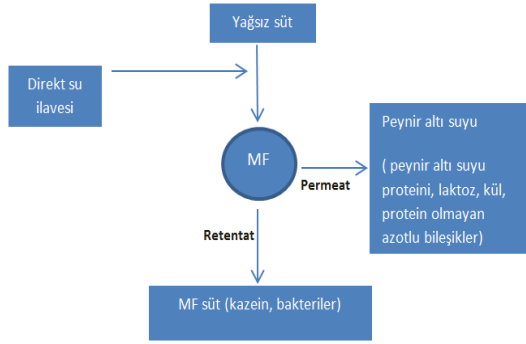 Yağsız süt
Direkt su
ilavesi
MF
Permeat
Peynir altı suyu
( peynir altı suyu
proteini, laktoz, kül,
protein olmayan
azotlu bileşikler)
Retentat
MF süt (kazein, bakteriler)